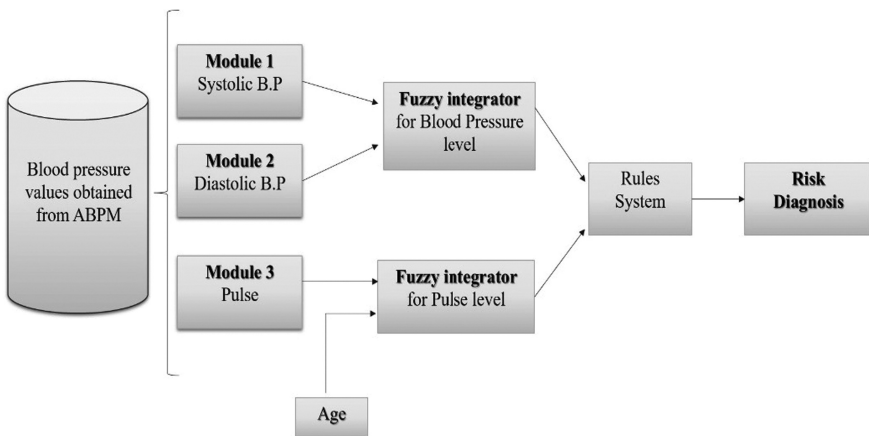 Blood pressure
values obtained
from ABPM
Module 1
Systolic B.P
Module 2
Diastolic B.P
Module 3
Pulse
Age
Fuzzy integrator
for Blood Pressure
level
Fuzzy integrator
for Pulse level
Rules
System
Risk
Diagnosis